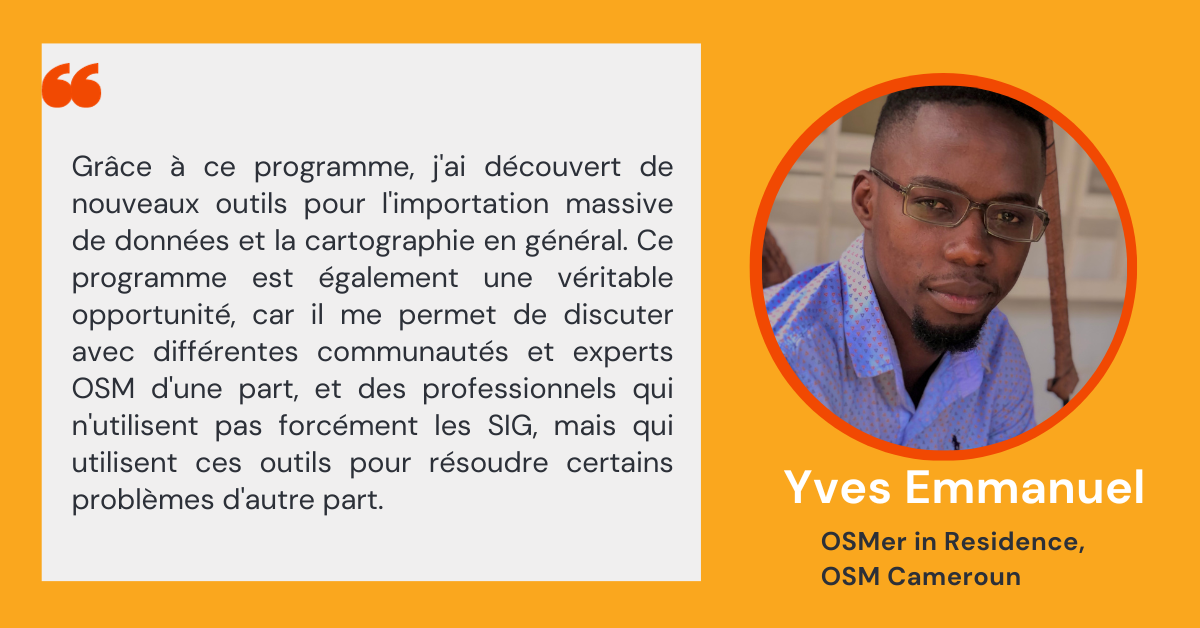 Grâce à ce programme, j'ai découvert de
nouveaux outils pour l'importation massive
de données et la cartographie en général. Ce
programme est également une véritable
opportunité, car il me permet de discuter
avec différentes communautés et experts
OSM d'une part, et des professionnels qui
n'utilisent pas forcément les SIG, mais qui
utilisent ces outils pour résoudre certains
problèmes d'autre part.
Yves Emmanuel
OSMer in Residence,
OSM Cameroun